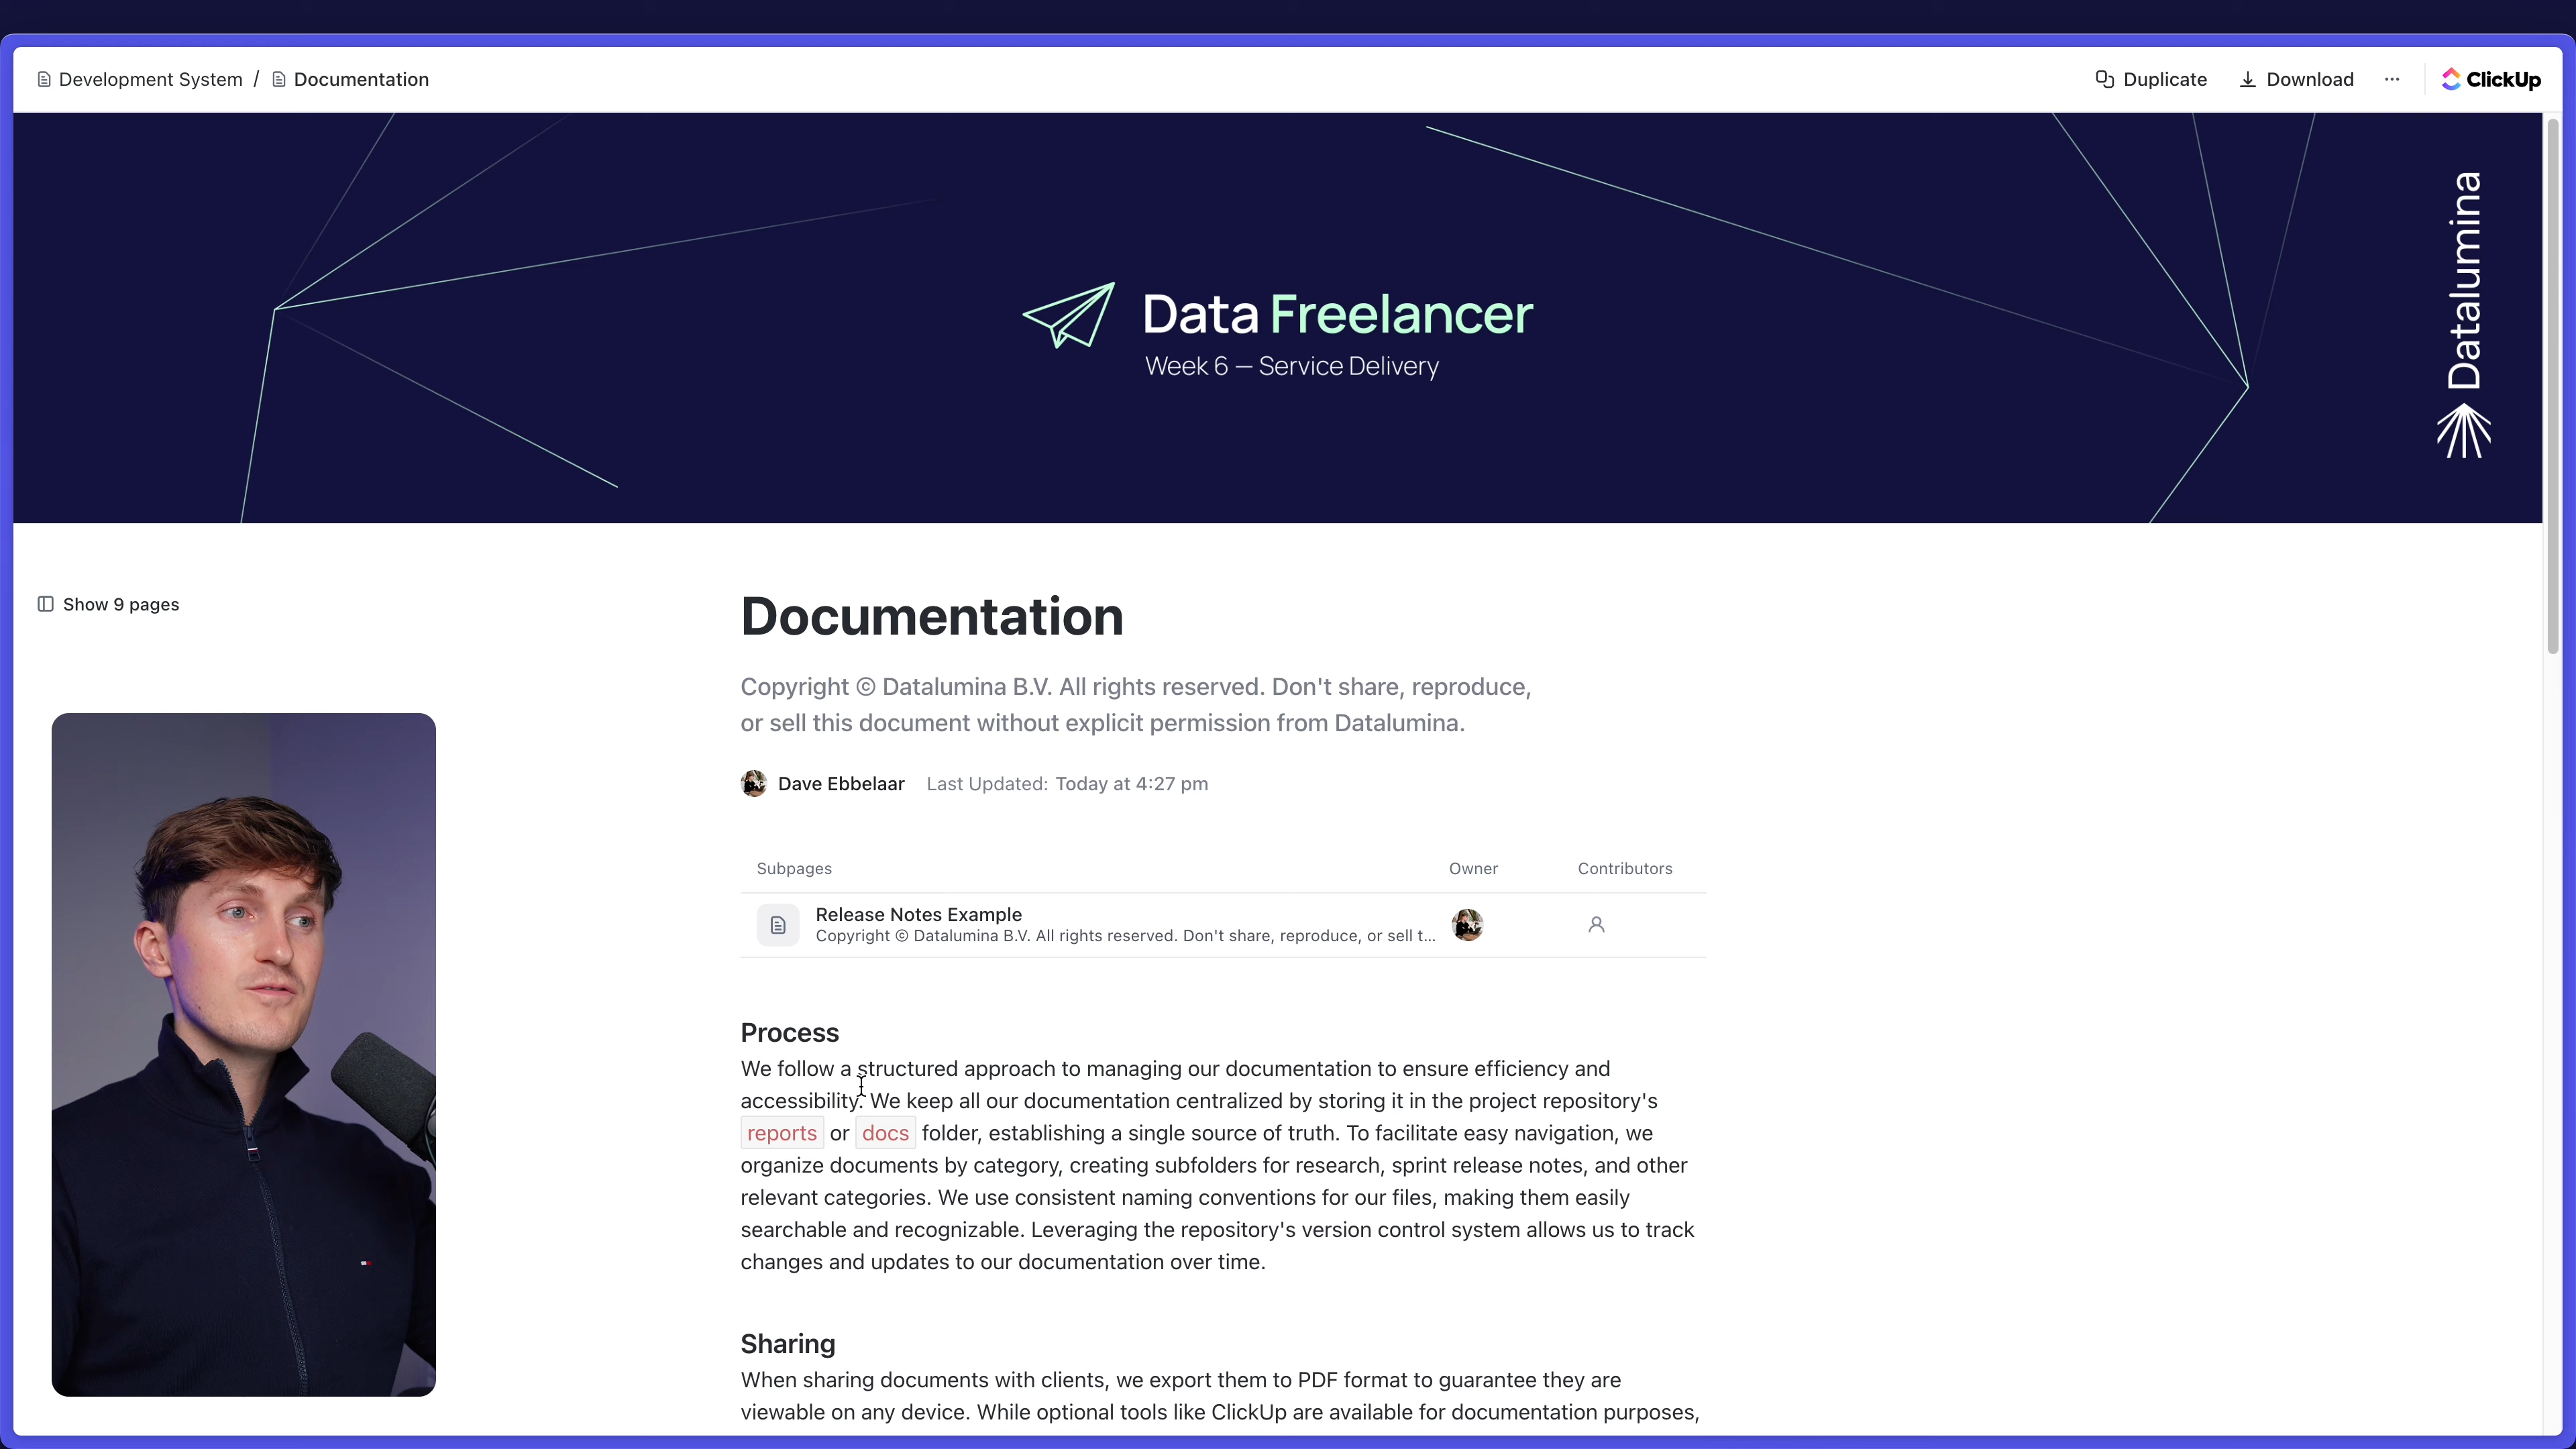 Development System / Documentation
Duplicate
Download
ClickUp
Data Freelancer
Week 6 — Service Delivery
Datalumina
Show 9 pages
Documentation
Copyright © Datalumina B.V. All rights reserved. Don't share, reproduce,
or sell this document without explicit permission from Datalumina.
Dave Ebbelaar Last Updated: Today at 4:27 pm
Subpages Owner Contributors
Release Notes Example
Copyright © Datalumina B.V. All rights reserved. Don't share, reproduce, or sell t...
Process
We follow a structured approach to managing our documentation to ensure efficiency and
accessibility. We keep all our documentation centralized by storing it in the project repository's
reports or docs folder, establishing a single source of truth. To facilitate easy navigation, we
organize documents by category, creating subfolders for research, sprint release notes, and other
relevant categories. We use consistent naming conventions for our files, making them easily
searchable and recognizable. Leveraging the repository's version control system allows us to track
changes and updates to our documentation over time.
Sharing
When sharing documents with clients, we export them to PDF format to guarantee they are
viewable on any device. While optional tools like ClickUp are available for documentation purposes,